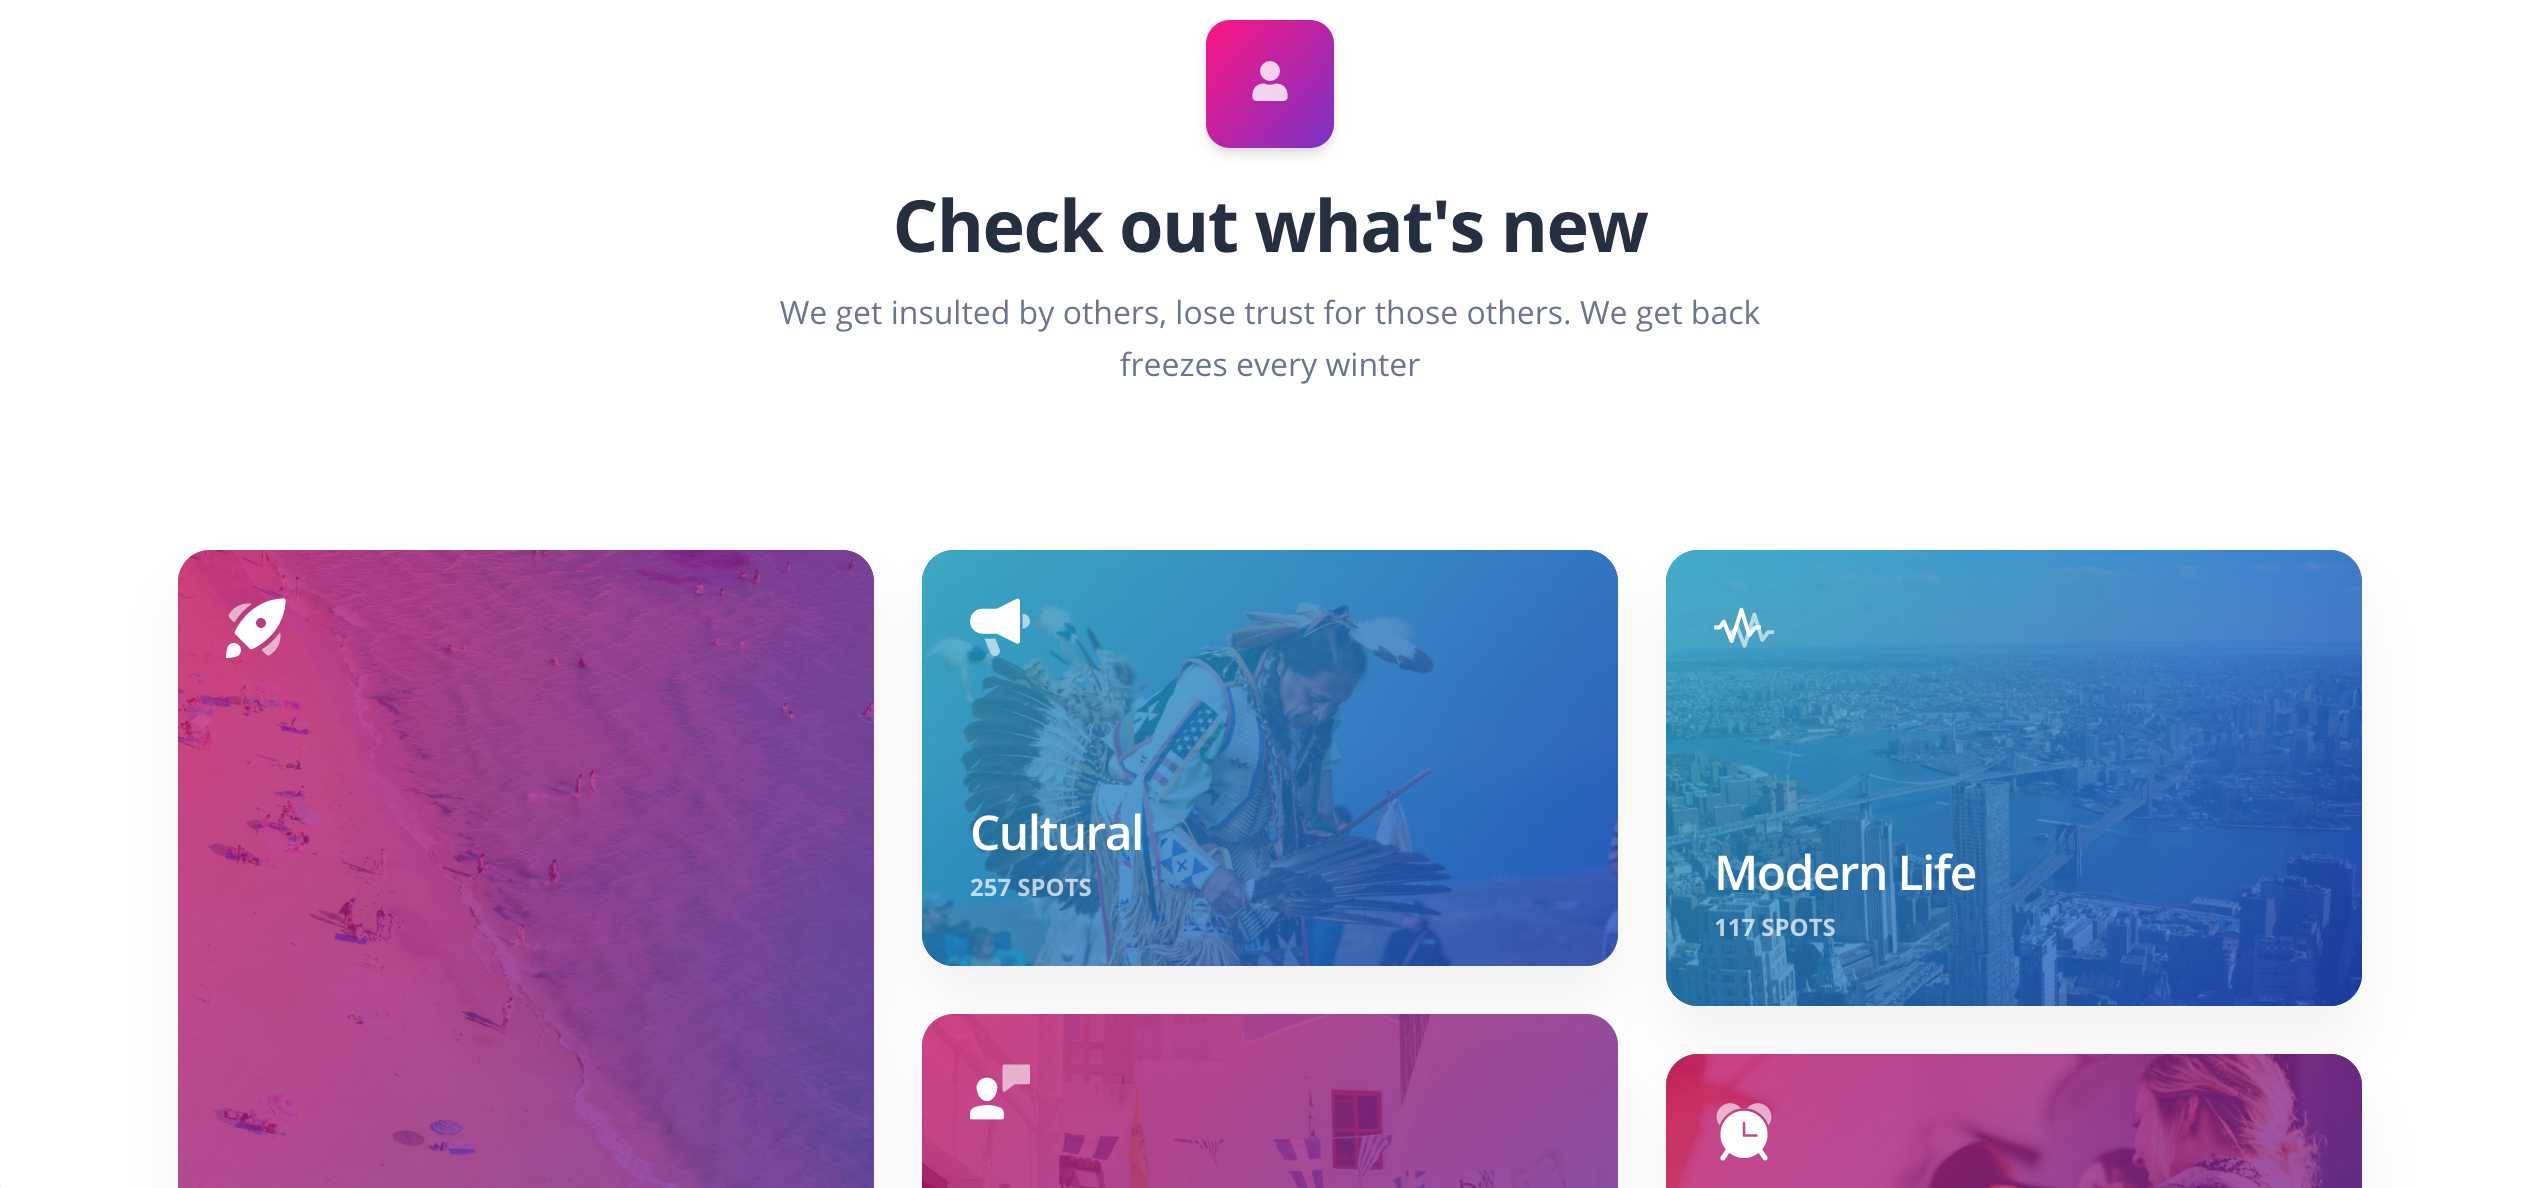 Check out what's new
We get insulted by others, lose trust for those others. We get back
freezes every winter
Cultural
257 SPOTS
Modern Life
117 SPOTS